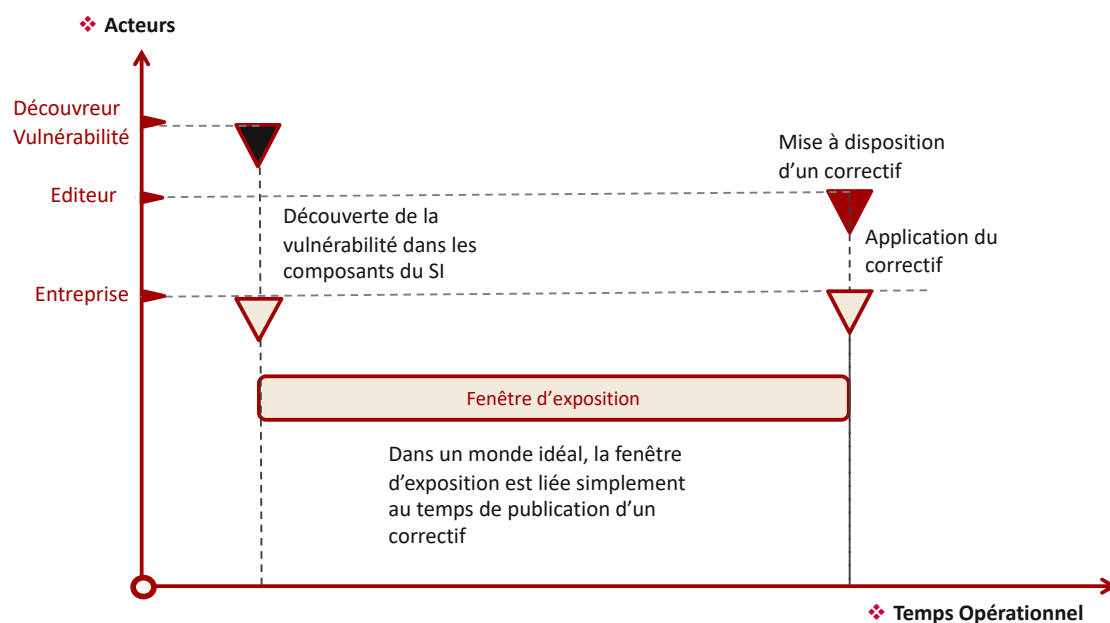 ❖ Acteurs
Découvreur
Vulnérabilité
Mise à disposition
d’un correctif
Editeur
Découverte de la
vulnérabilité dans les
composants du SI
Application du
correctif
Entreprise
Fenêtre d’exposition
Dans un monde idéal, la fenêtre
d’exposition est liée simplement
au temps de publication d’un
correctif
❖ Temps Opérationnel